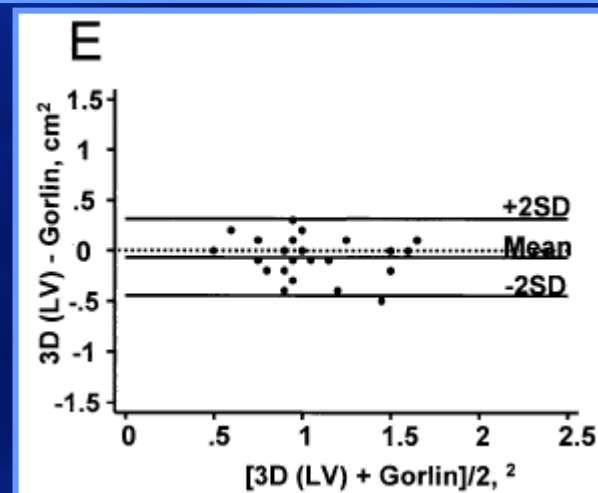 E
1.5
1
.5
0
-.5
-1
-1.5
3D (LV) - Gorlin, cm²
+2SD
Mean
-2SD
0 .5 1 1.5 2 2.5
[3D (LV) + Gorlin]/2, ²